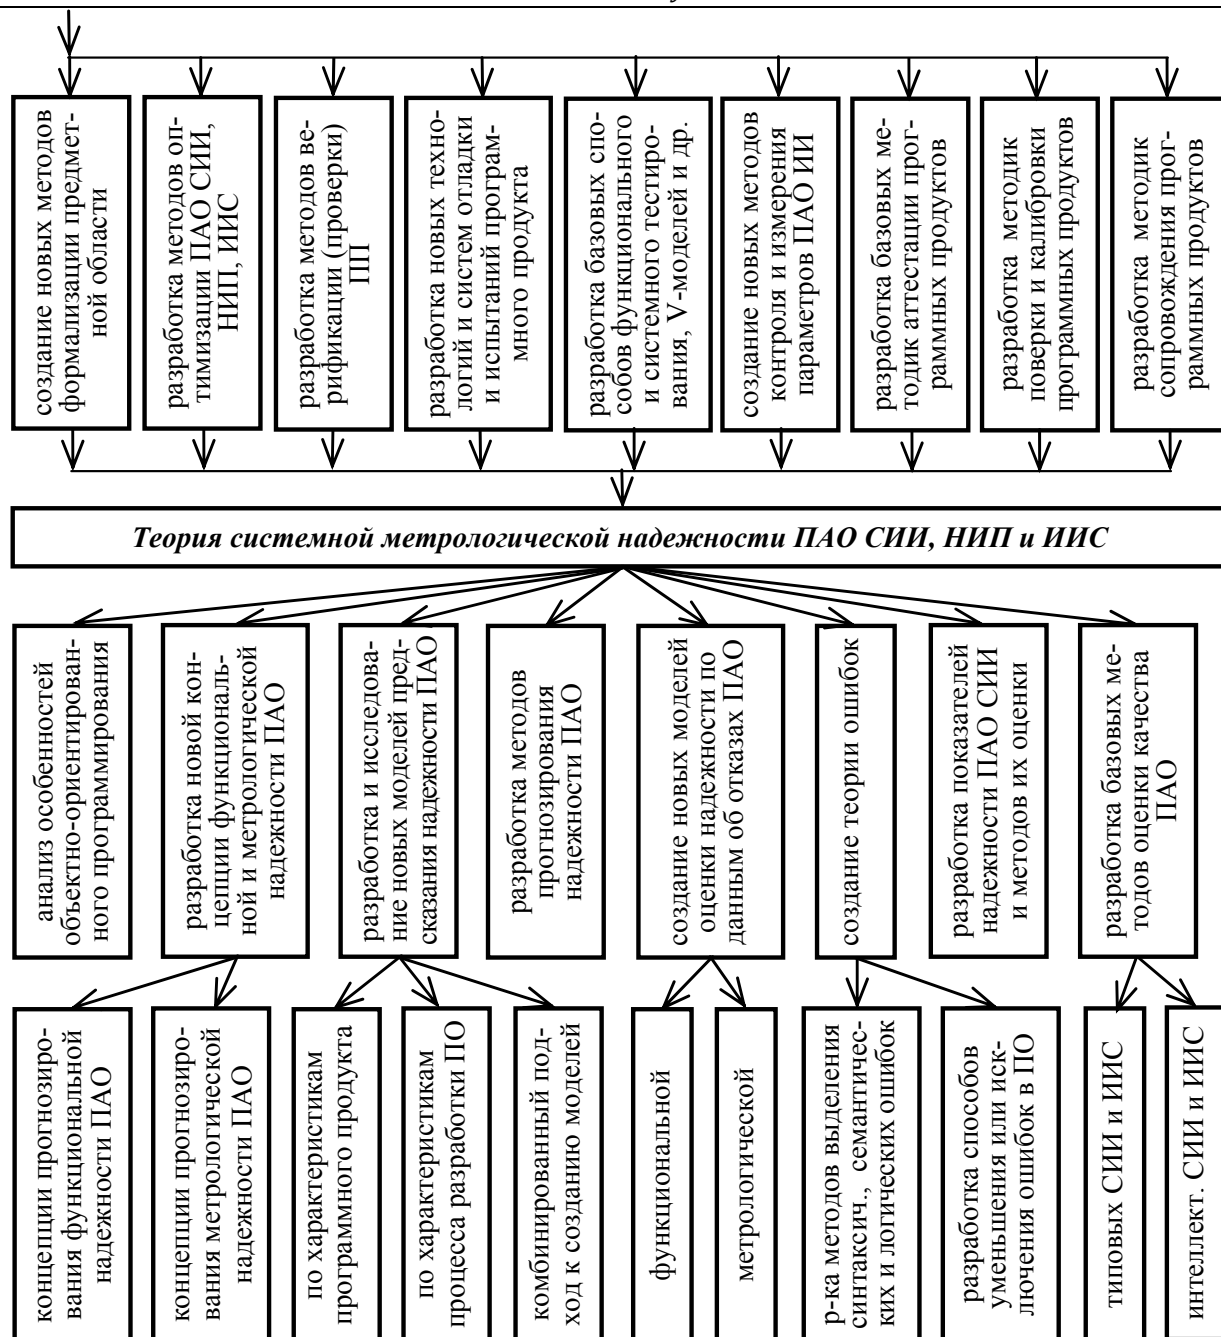 создание новых методов
формализации предмет-
ной области
разработка методов оп-
тимизации ПАО СИИ,
НИП, ИИС
разработка методов ве-
рификации (проверки)
ПП
разработка новых техно-
логий и систем отладки
и испытаний програм-
много продукта
разработка базовых спо-
собов функционального
и системного тестиро-
вания, V-моделей и др.
создание новых методов
контроля и измерения
параметров ПАО ИИ
разработка базовых ме-
тодик аттестации прог-
раммных продуктов
разработка методик
поверки и калибровки
программных продуктов
разработка методик
сопровождения прог-
раммных продуктов
Теория системной метрологической надежности ПАО СИИ, НИП и ИИС
анализ особенностей
объектно-ориентирован-
ного программирования
разработка новой кон-
цепции функциональ-
ной и метрологической
надежности ПАО
разработка и исследова-
ние новых моделей пред-
сказания надежности ПАО
разработка методов
прогнозирования
надежности ПАО
создание новых моделей
оценки надежности по
данным об отказах ПАО
создание теории ошибок
разработка показателей
надежности ПАО СИИ
и методов их оценки
разработка базовых ме-
тодов оценки качества
ПАО
концепции прогнозиро-
вания функциональной
надежности ПАО
концепции прогнозиро-
вания метрологической
надежности ПАО
по характеристикам
программного продукта
по характеристикам
процесса разработки ПО
комбинированный под-
ход к созданию моделей
функциональной
метрологической
р-ка методов выделения
синтаксич., семантичес-
ких и логических ошибок
разработка способов
уменьшения или иск-
лючения ошибок в ПО
типовых СИИ и ИИС
интеллект. СИИ и ИИС